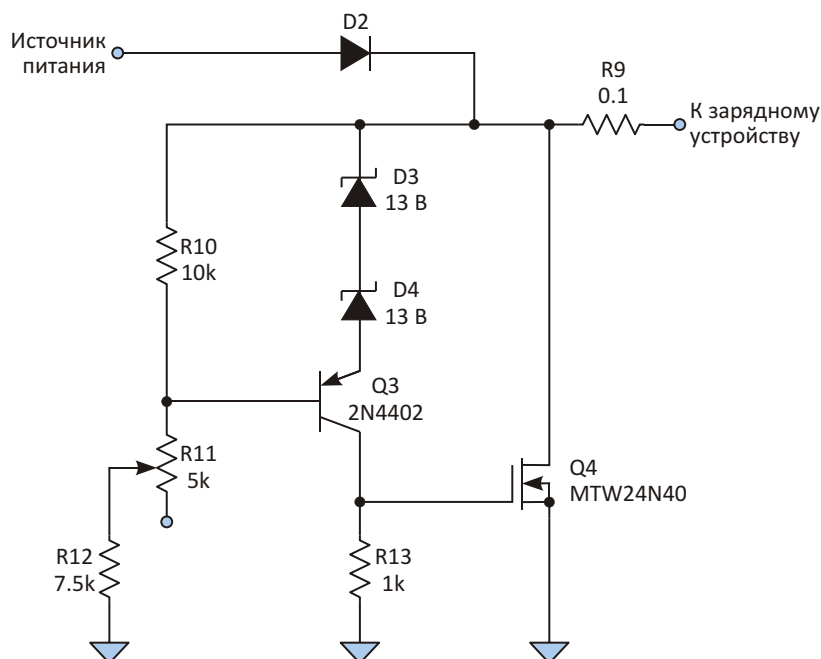 D2
Источник
питания
R9
0.1
К зарядному
устройству
D3
13 В
R10
10k
D4
13 В
Q3
2N4402
R11
5k
Q4
MTW24N40
R12
7.5k
R13
1k